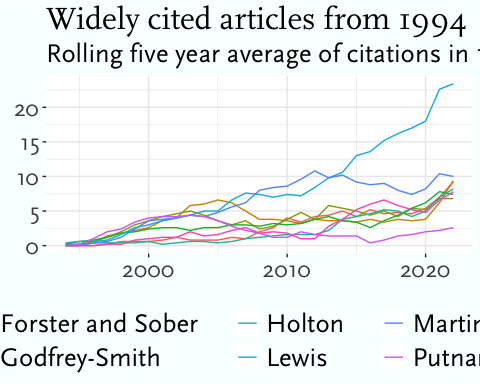 Widely cited articles from 1994
Rolling five year average of citations in
20
15
10
5
0
2000 2010 2020
Forster and Sober Holton Martin
Godfrey-Smith Lewis Putna